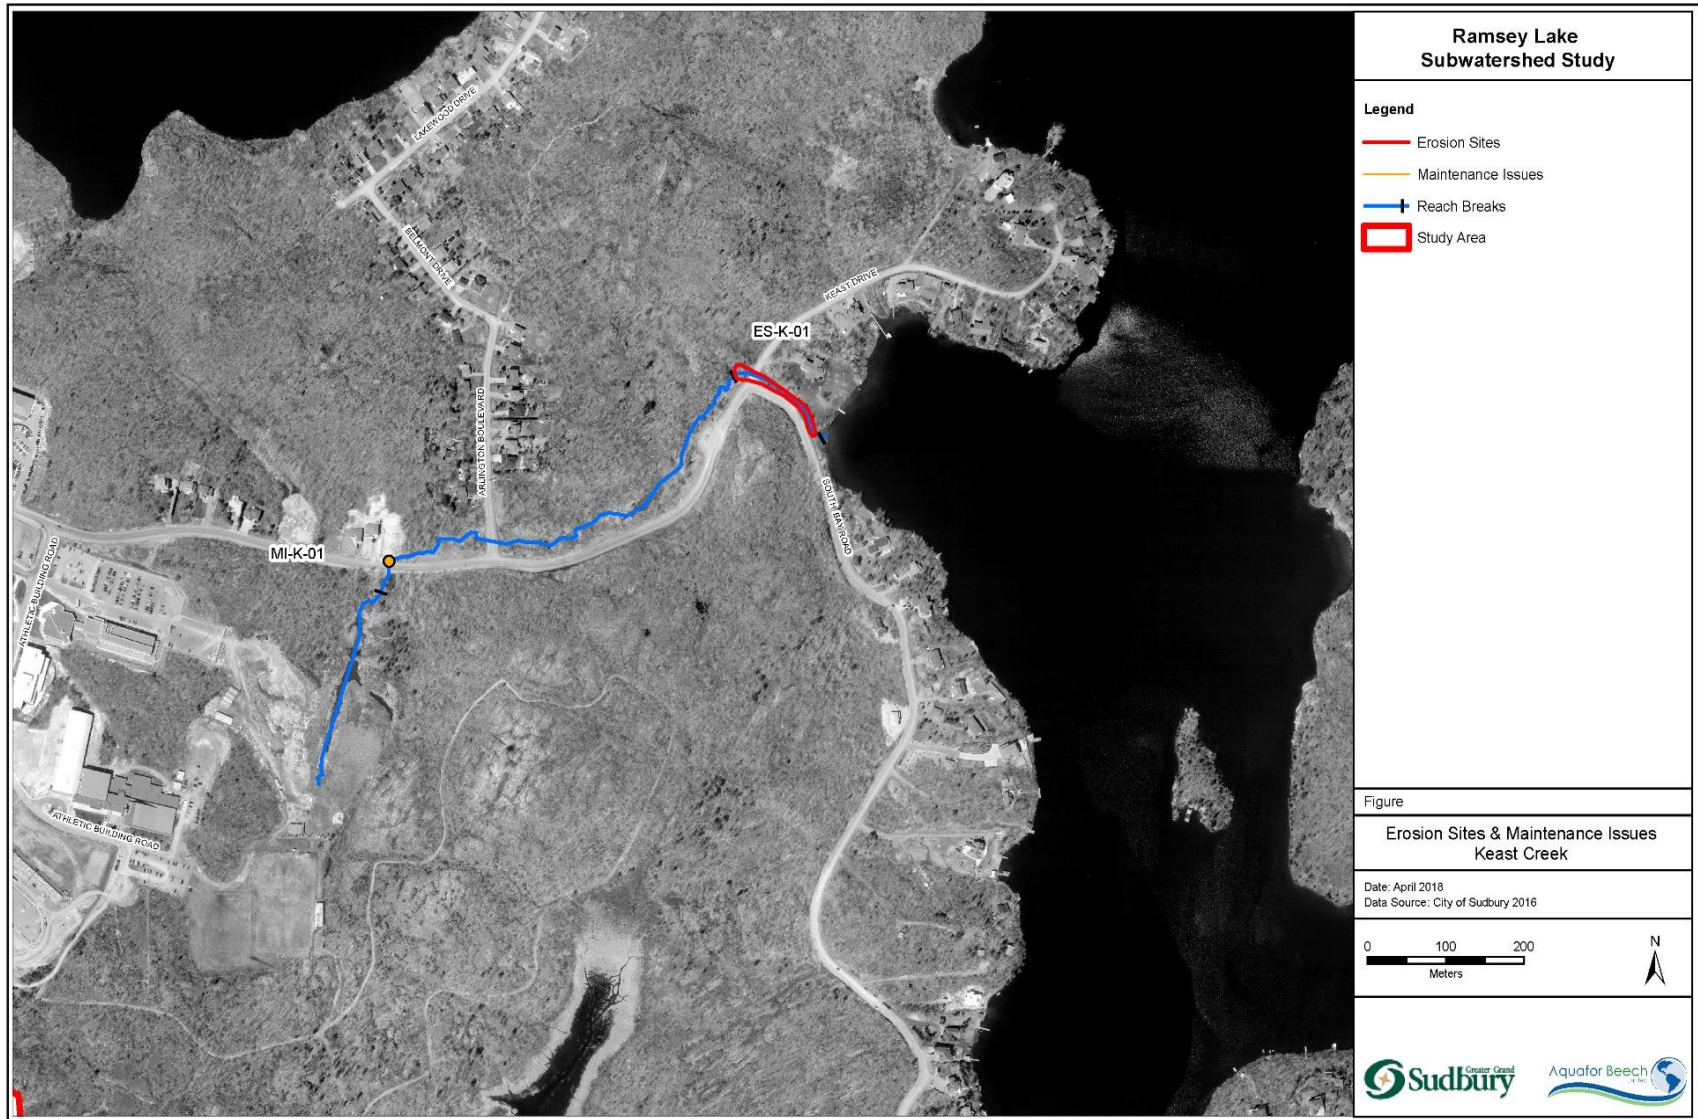 Ramsey Lake
Subwatershed Study
Legend
Erosion Sites
Maintenance Issues
Reach Breaks
Study Area
LAKEWOOD DRIVE
BELMONT DRIVE
KEAST DRIVE
ES-K-01
ARLINGTON BOULEVARD
SOUTH BAY ROAD
MI-K-01
ATHLETIC BUILDING ROAD
ATHLETIC BUILDING ROAD
Figure
Erosion Sites & Maintenance Issues
Keast Creek
Date: April 2018
Data Source: City of Sudbury 2016
0 100 200
Meters
N
Greater Grand
Sudbury
Aquafor Beech
Limited